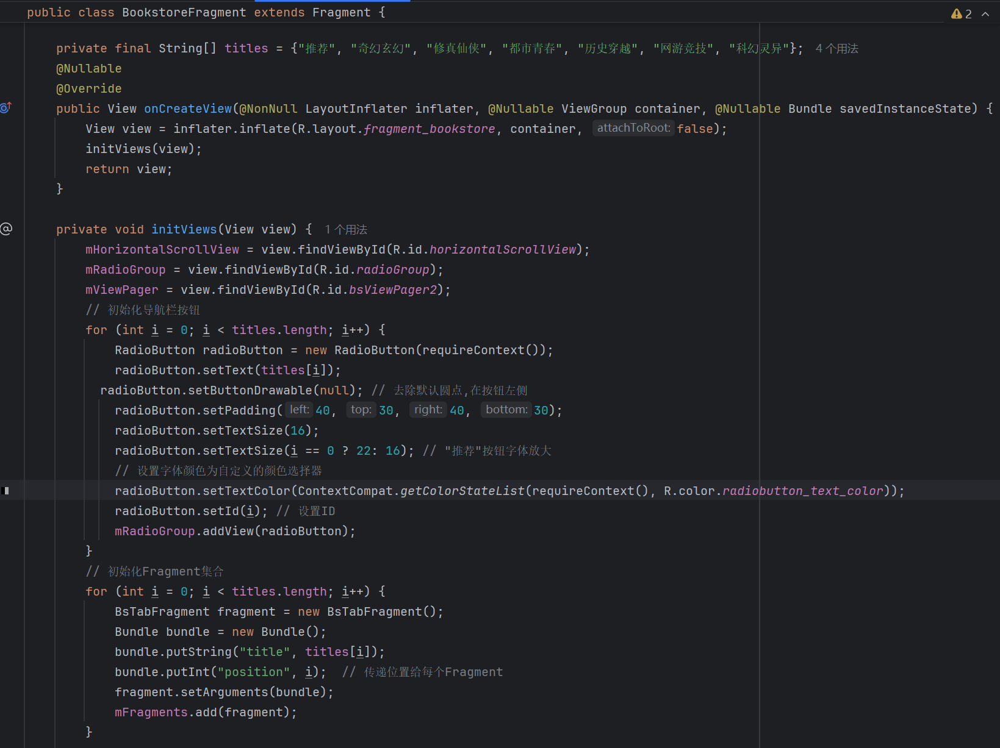 public class BookstoreFragment extends Fragment {
2
private final String[] titles = {"推荐", "奇幻玄幻", "修真仙侠", "都市青春", "历史穿越", "网游竞技", "科幻灵异"}; 4 个用法
@Nullable
@Override
public View onCreateView(@NonNull LayoutInflater inflater, @Nullable ViewGroup container, @Nullable Bundle savedInstanceState) {
View view = inflater.inflate(R.layout.fragment_bookstore, container, attachToRoot: false);
initViews(view);
return view;
}
private void initViews(View view) { 1 个用法
mHorizontalScrollView = view.findViewById(R.id.horizontalScrollView);
mRadioGroup = view.findViewById(R.id.radioGroup);
mViewPager = view.findViewById(R.id.bsViewPager2);
// 初始化导航栏按钮
for (int i = 0; i < titles.length; i++) {
RadioButton radioButton = new RadioButton(requireContext());
radioButton.setText(titles[i]);
radioButton.setButtonDrawable(null); // 去除默认圆点,在按钮左侧
radioButton.setPadding( left: 40, top: 30, right: 40, bottom: 30);
radioButton.setTextSize(16);
radioButton.setTextSize(i == 0 ? 22: 16); // "推荐"按钮字体放大
// 设置字体颜色为自定义的颜色选择器
radioButton.setTextColor(ContextCompat.getColorStateList(requireContext(), R.color.radiobutton_text_color));
radioButton.setId(i); // 设置ID
mRadioGroup.addView(radioButton);
}
// 初始化Fragment集合
for (int i = 0; i < titles.length; i++) {
BsTabFragment fragment = new BsTabFragment();
Bundle bundle = new Bundle();
bundle.putString("title", titles[i]);
bundle.putInt("position", i); // 传递位置给每个Fragment
fragment.setArguments(bundle);
mFragments.add(fragment);
}